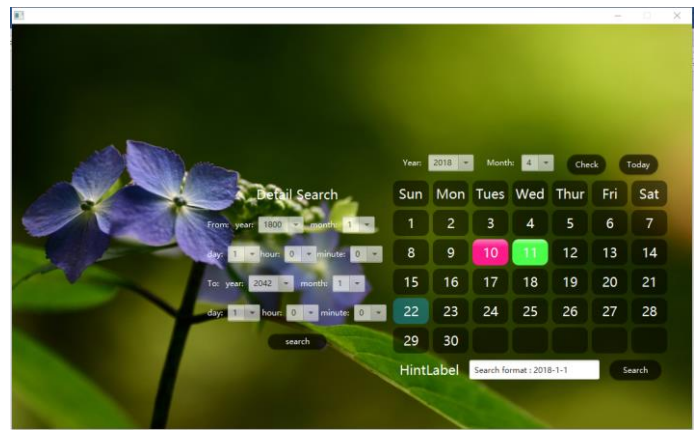 Year: 2018 Month: 4 Check Today
Detail Search
Sun Mon Tues Wed Thur Fri Sat
From: year: 1800 month: 1
1 2 3 4 5 6 7
day: 1 hour: 0 minute: 0
8 9 10 11 12 13 14
To: year: 2042 month: 1
15 16 17 18 19 20 21
day: 1 hour: 0 minute: 0
22 23 24 25 26 27 28
search
29 30
HintLabel Search format : 2018-1-1 Search